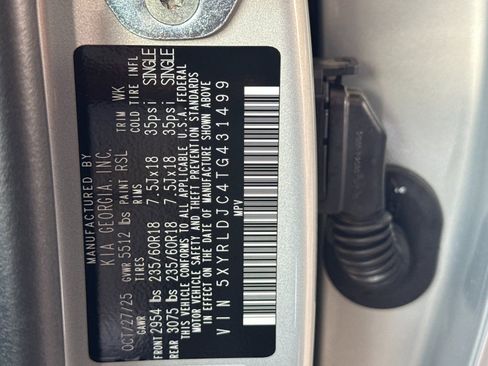 MANUFACTURED BY
KIA GEORGIA, INC.
OCT/27/25 GVWR 5512 lbs PAINT RSL TRIM WK
GAWR TIRES RIMS COLD TIRE INFL
FRONT 2954 lbs 235/60R18 7.5Jx18 35psi SINGLE
REAR 3075 lbs 235/60R18 7.5Jx18 35psi SINGLE
THIS VEHICLE CONFORMS TO ALL APPLICABLE U.S.A. FEDERAL
MOTOR VEHICLE SAFETY AND THEFT PREVENTION STANDARDS
IN EFFECT ON THE DATE OF MANUFACTURE SHOWN ABOVE
VIN 5XYRLDJC4TG431499
MPV